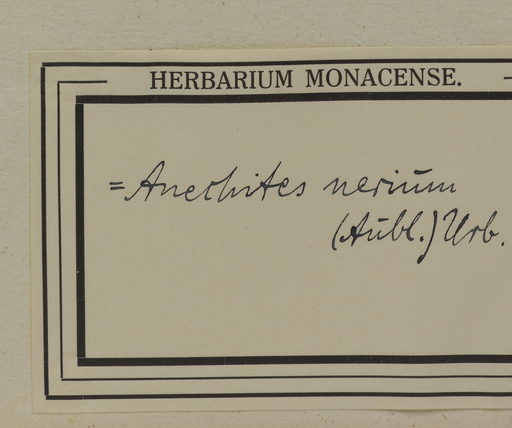 HERBARIUM MONACENSE.
= Anechites nerium
(Aubl.) Urb.